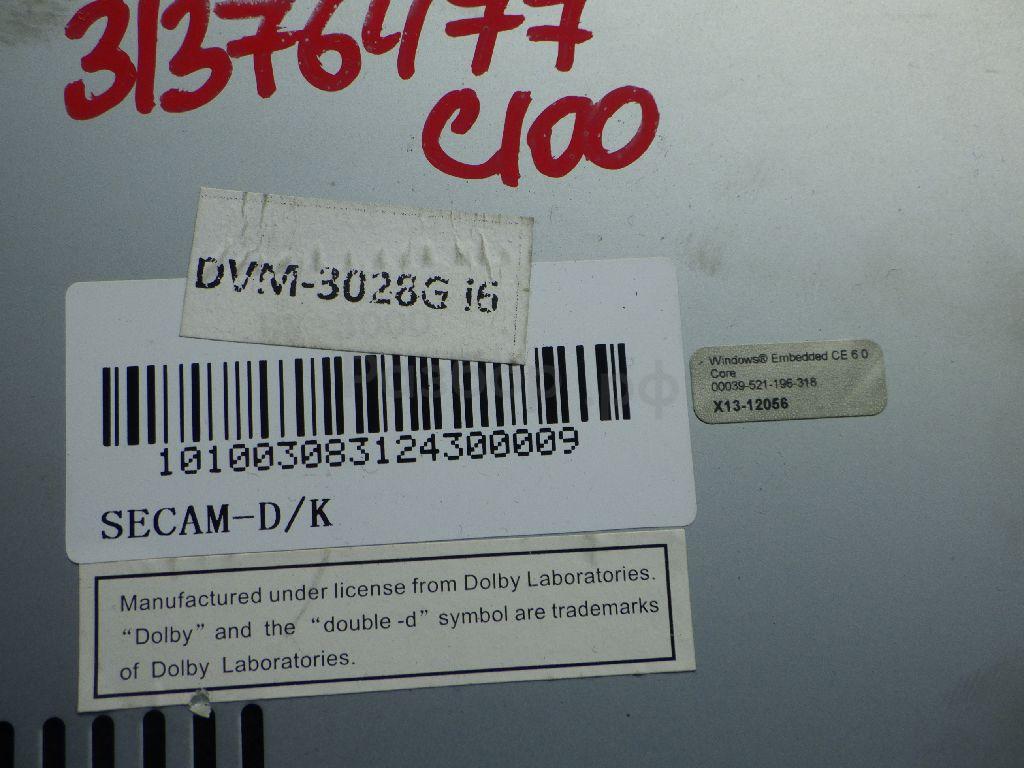 31376477
C100
DVM-3028G i6
101003083124300009
SECAM-D/K
Windows® Embedded CE 6.0
Core
00039-521-196-318
X13-12056
Manufactured under license from Dolby Laboratories.
“Dolby” and the “double -d” symbol are trademarks
of Dolby Laboratories.